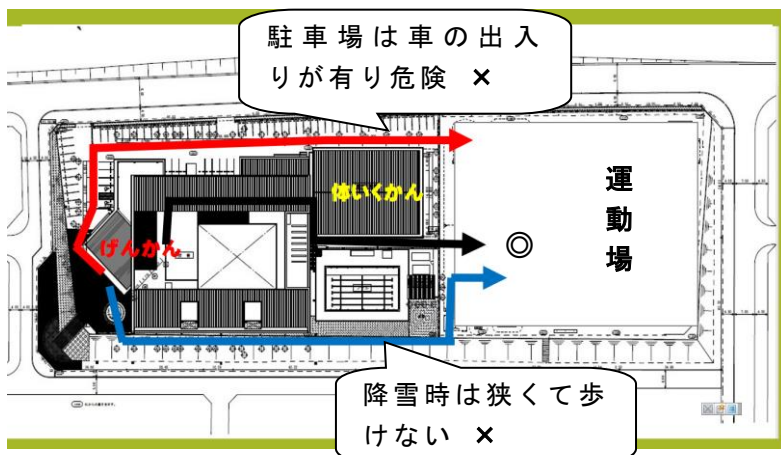 駐車場は車の出入
りが有り危険 ×
体いくかん
げんかん
運動場
◎
降雪時は狭くて歩
けない ×